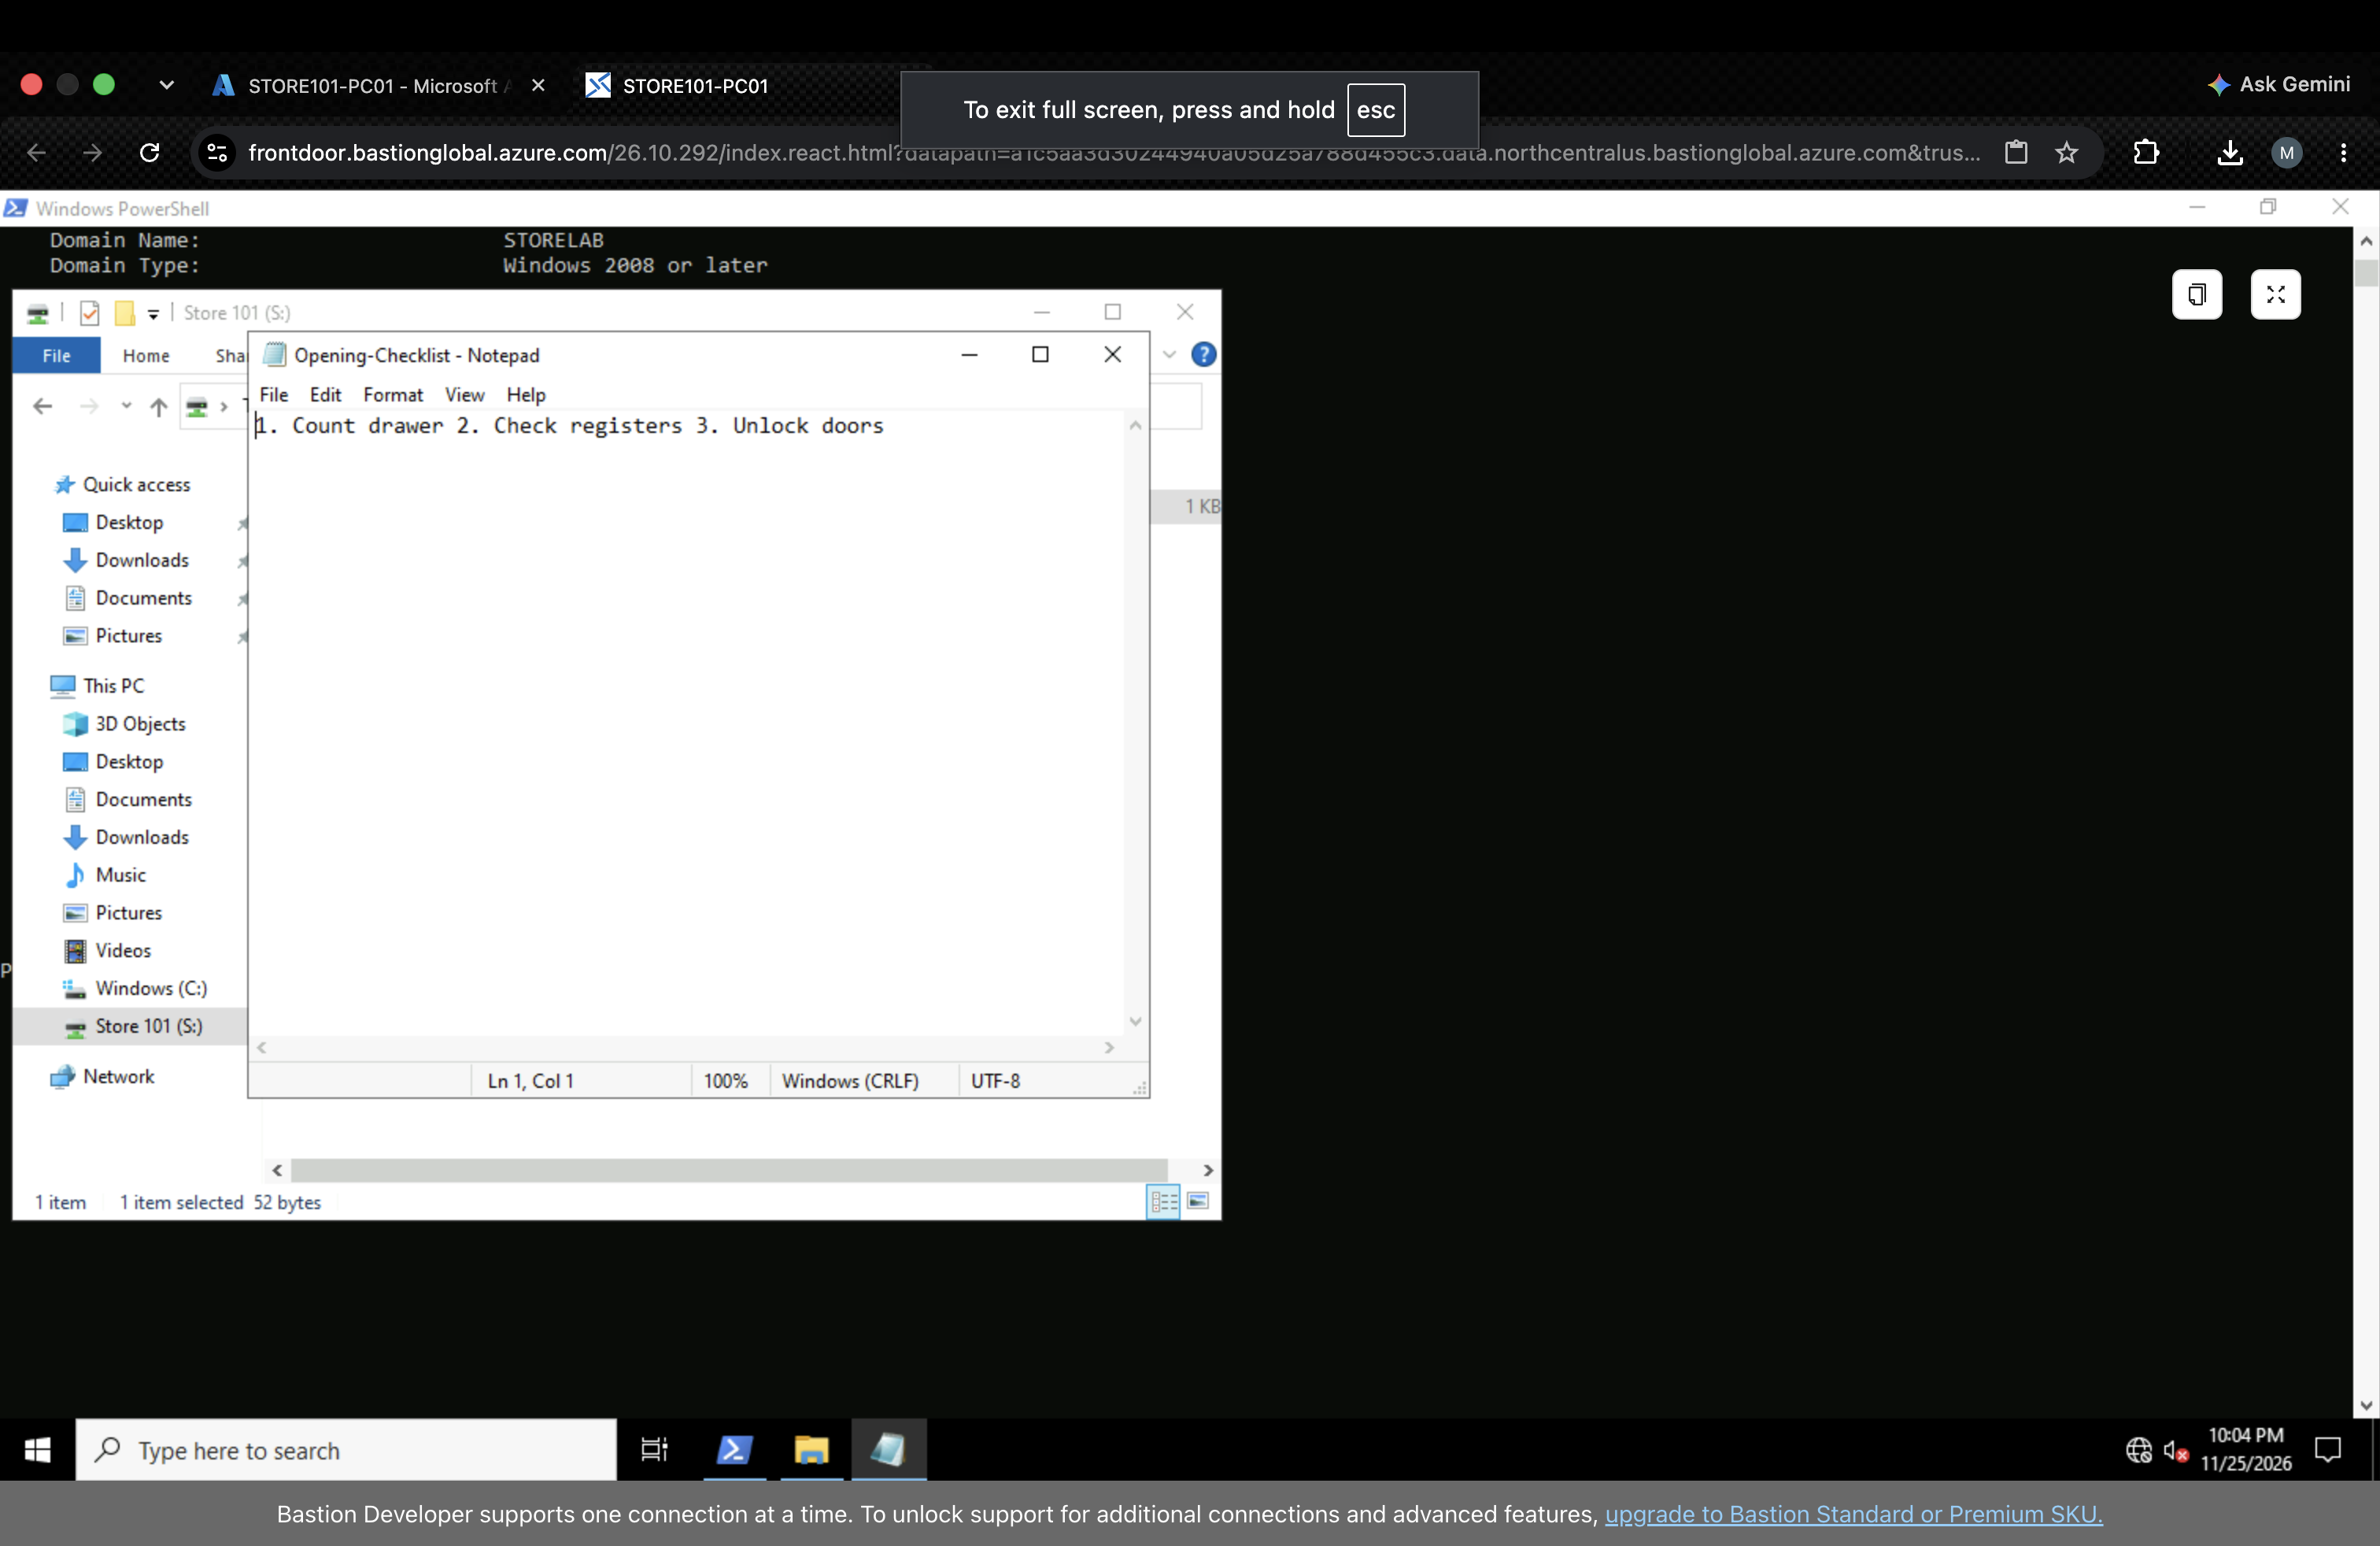 STORE101-PC01 - Microsoft A
STORE101-PC01
To exit full screen, press and hold esc
Ask Gemini
frontdoor.bastionglobal.azure.com/26.10.292/index.react.html?datapath=a1c5aa3d30244940a05d25a788d455c3.data.northcentralus.bastionglobal.azure.com&trus...
M
Windows PowerShell
Domain Name: STORELAB
Domain Type: Windows 2008 or later
Store 101 (S:)
File Home Sha
Opening-Checklist - Notepad
File Edit Format View Help
1. Count drawer 2. Check registers 3. Unlock doors
Quick access
1 KB
Desktop
Downloads
Documents
Pictures
This PC
3D Objects
Desktop
Documents
Downloads
Music
Pictures
Videos
P
Windows (C:)
Store 101 (S:)
Network
Ln 1, Col 1 100% Windows (CRLF) UTF-8
1 item 1 item selected 52 bytes
Type here to search
10:04 PM
11/25/2026
Bastion Developer supports one connection at a time. To unlock support for additional connections and advanced features, upgrade to Bastion Standard or Premium SKU.